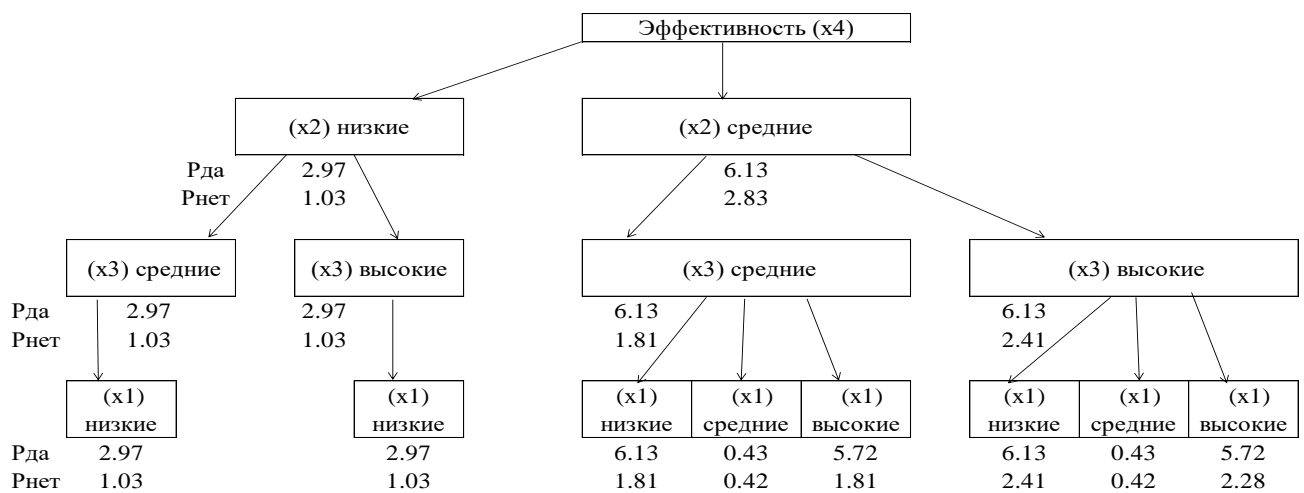 Эффективность (x4)
(x2) низкие (x2) средние
Рда 2.97 6.13
Рнет 1.03 2.83
(x3) средние (x3) высокие (x3) средние (x3) высокие
Рда 2.97 2.97 6.13 6.13
Рнет 1.03 1.03 1.81 2.41
(x1) (x1) (x1) (x1) (x1) (x1) (x1) (x1)
низкие низкие низкие средние высокие низкие средние высокие
Рда 2.97 2.97 6.13 0.43 5.72 6.13 0.43 5.72
Рнет 1.03 1.03 1.81 0.42 1.81 2.41 0.42 2.28